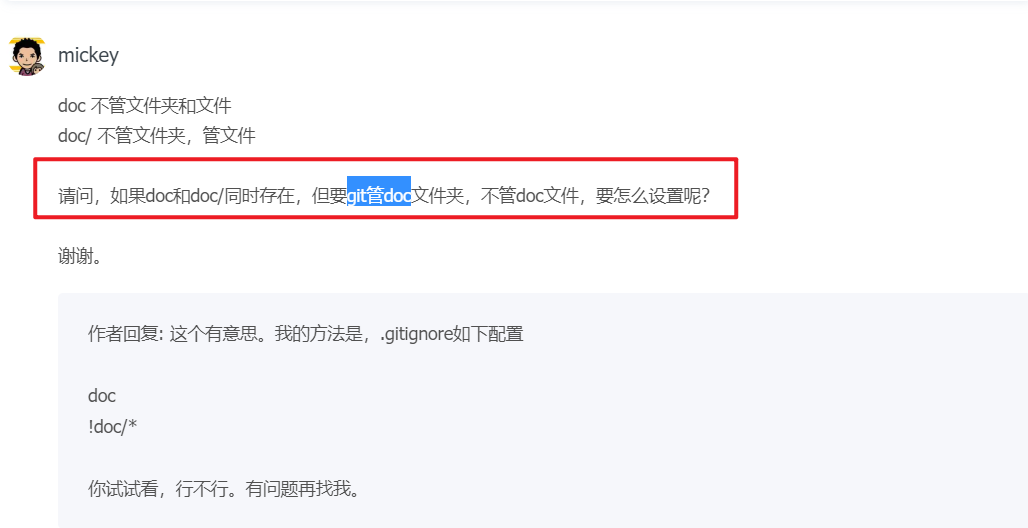 mickey
doc 不管文件夹和文件
doc/ 不管文件夹，管文件
请问，如果doc和doc/同时存在，但要git管doc文件夹，不管doc文件，要怎么设置呢？
谢谢。
作者回复: 这个有意思。我的方法是，.gitignore如下配置
doc
!doc/*
你试试看，行不行。有问题再找我。